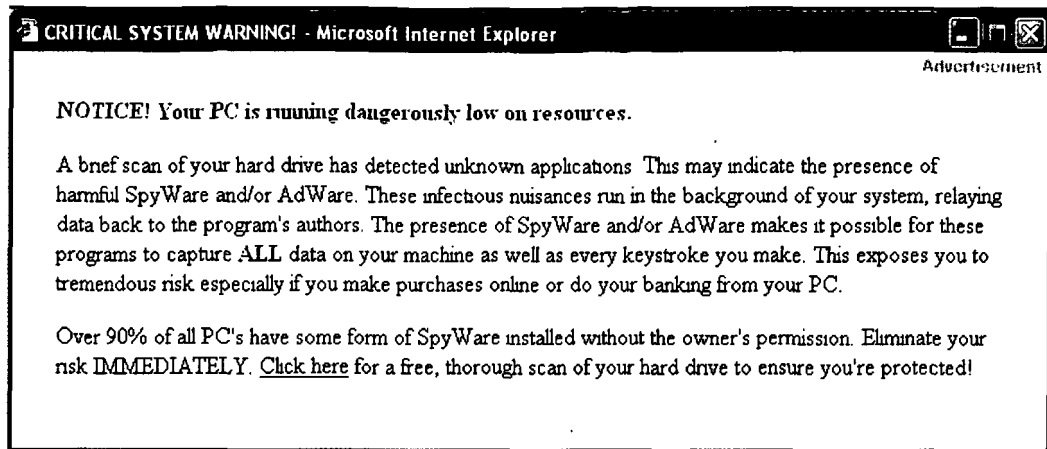 CRITICAL SYSTEM WARNING! - Microsoft Internet Explorer
Advertisement
NOTICE! Your PC is running dangerously low on resources.
A brief scan of your hard drive has detected unknown applications. This may indicate the presence of
harmful SpyWare and/or AdWare. These infectious nuisances run in the background of your system, relaying
data back to the program's authors. The presence of SpyWare and/or AdWare makes it possible for these
programs to capture ALL data on your machine as well as every keystroke you make. This exposes you to
tremendous risk especially if you make purchases online or do your banking from your PC.
Over 90% of all PC's have some form of SpyWare installed without the owner's permission. Eliminate your
risk IMMEDIATELY. Click here for a free, thorough scan of your hard drive to ensure you're protected!